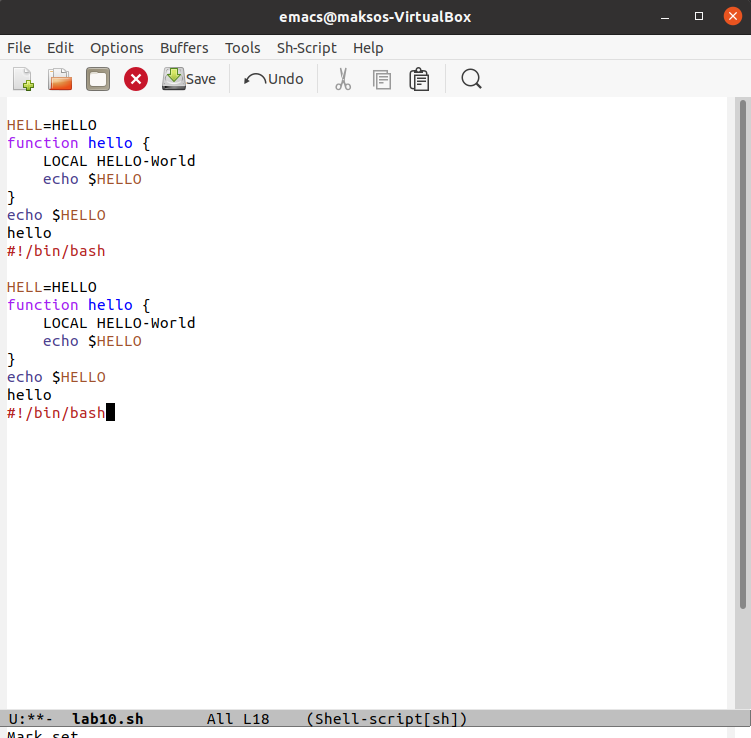 emacs@maksos-VirtualBox
File Edit Options Buffers Tools Sh-Script Help
Save Undo
HELL=HELLO
function hello {
    LOCAL HELLO-World
    echo $HELLO
}
echo $HELLO
hello
#!/bin/bash
HELL=HELLO
function hello {
    LOCAL HELLO-World
    echo $HELLO
}
echo $HELLO
hello
#!/bin/bash
U:**-  lab10.sh       All L18    (Shell-script[sh])
Mark set